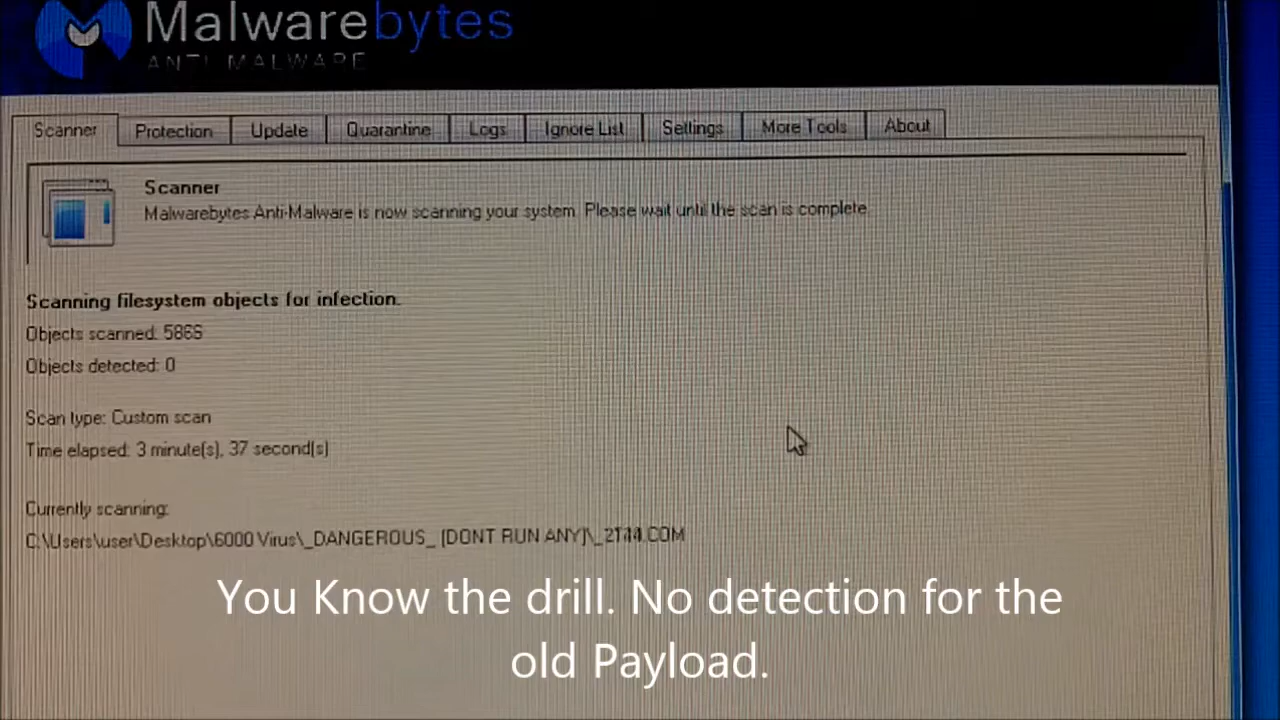 Malwarebytes
ANTI-MALWARE
Scanner Protection Update Quarantine Logs Ignore List Settings More Tools About
Scanner
Malwarebytes Anti-Malware is now scanning your system. Please wait until the scan is complete.
Scanning filesystem objects for infection.
Objects scanned: 5866
Objects detected: 0
Scan type: Custom scan
Time elapsed: 3 minute(s), 37 second(s)
Currently scanning:
C:\Users\user\Desktop\6000 Virus\_DANGEROUS_ [DONT RUN ANY]\
You Know the drill. No detection for the
old Payload.